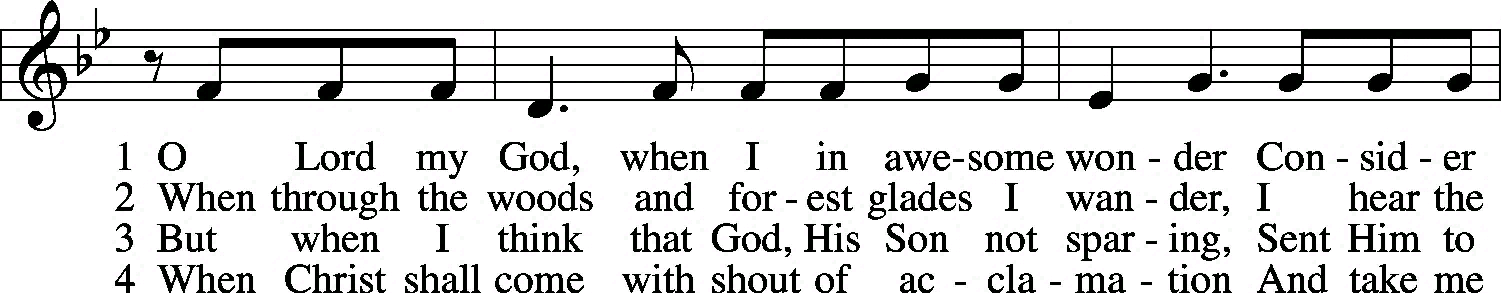 1 O Lord my God, when I in awe-some won - der Con - sid - er
2 When through the woods and for - est glades I wan - der, I hear the
3 But when I think that God, His Son not spar - ing, Sent Him to
4 When Christ shall come with shout of ac - cla - ma - tion And take me